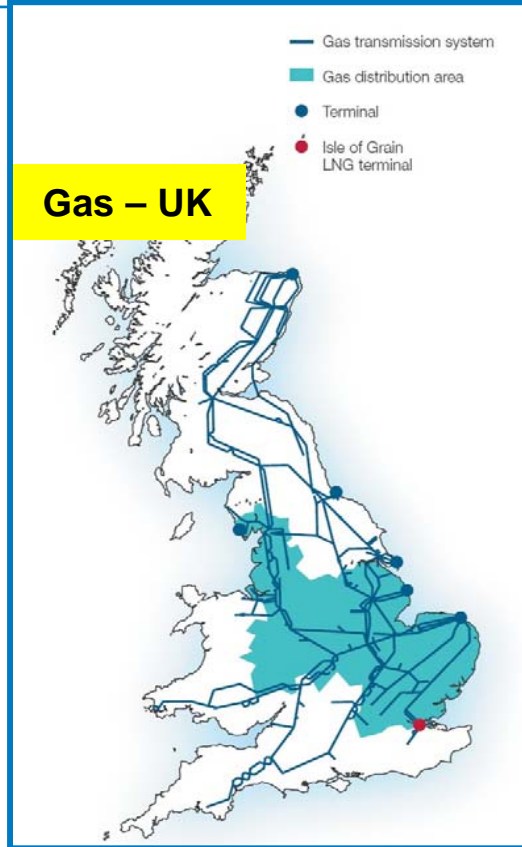 Gas transmission system
Gas distribution area
Terminal
Isle of Grain
LNG terminal
Gas – UK